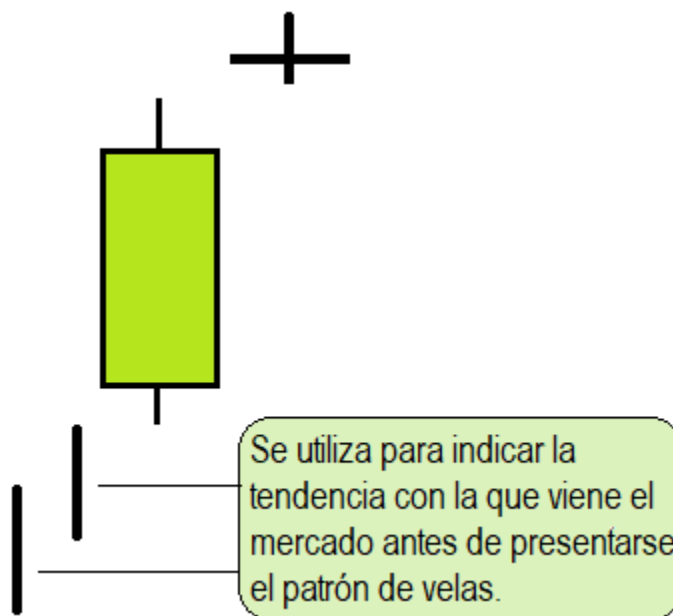 Se utiliza para indicar la
tendencia con la que viene el
mercado antes de presentarse
el patrón de velas.